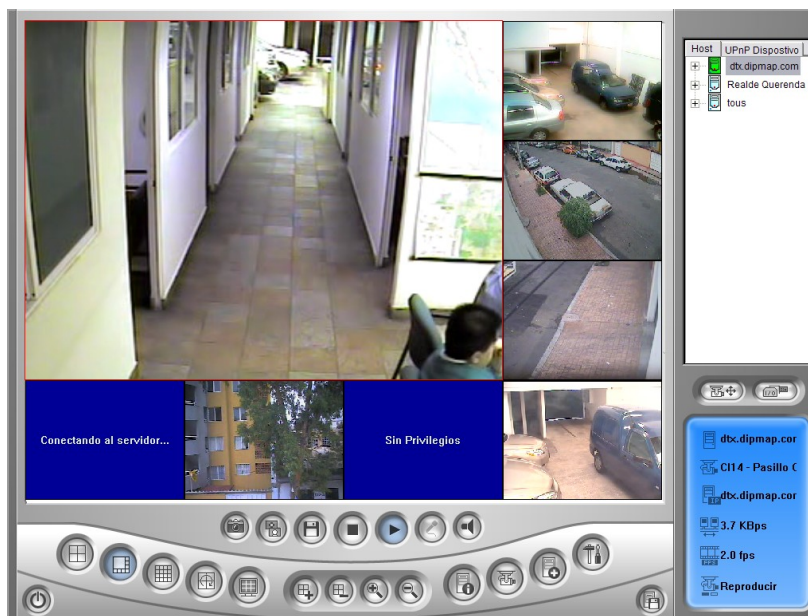 Host UPnP Dispostivo
dtx.dipmap.com
Realde Querenda
tous
Conectando al servidor...
Sin Privilegios
dtx.dipmap.cor
CI14 - Pasillo C
dtx.dipmap.cor
3.7 KBps
2.0 fps
Reproducir